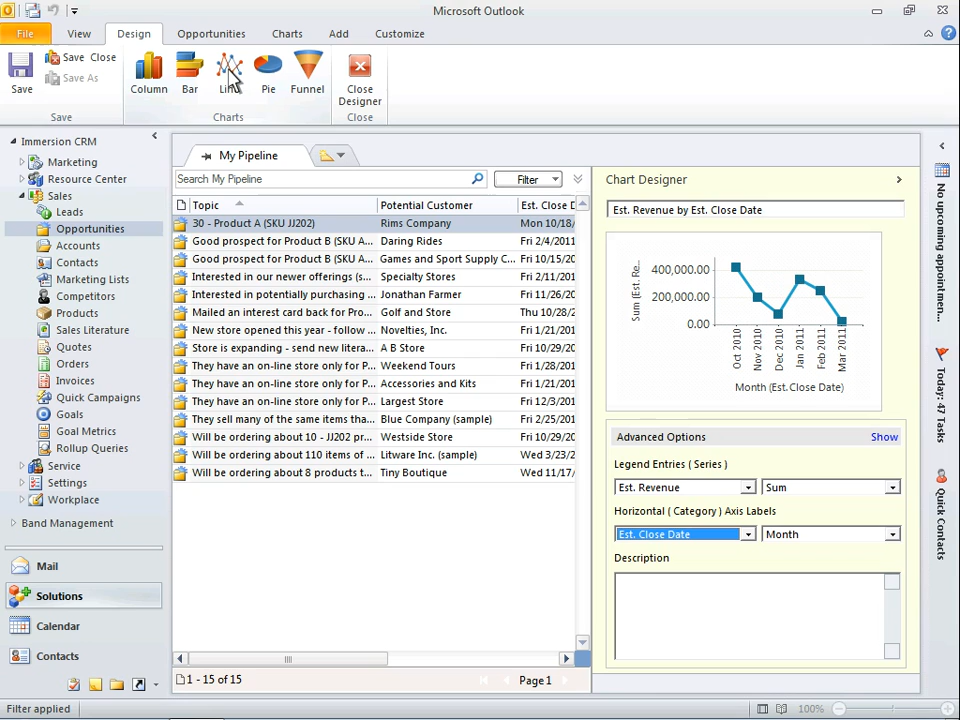 Microsoft Outlook
File View Design Opportunities Charts Add Customize
Save
Save Close
Save As
Save
Column Bar Line Pie Funnel
Charts
Close Designer
Close
Immersion CRM
Marketing
Resource Center
Sales
Leads
Opportunities
Accounts
Contacts
Marketing Lists
Competitors
Products
Sales Literature
Quotes
Orders
Invoices
Quick Campaigns
Goals
Goal Metrics
Rollup Queries
Service
Settings
Workplace
Band Management
Mail
Solutions
Calendar
Contacts
My Pipeline
Search My Pipeline Filter
Topic Potential Customer Est. Close D
30 - Product A (SKU JJ202) Rims Company Mon 10/18/
Good prospect for Product B (SKU A... Daring Rides Fri 2/4/2011
Good prospect for Product B (SKU A... Games and Sport Supply C... Fri 10/15/20
Interested in our newer offerings (s... Specialty Stores Fri 2/11/201
Interested in potentially purchasing ... Jonathan Farmer Fri 11/26/20
Mailed an interest card back for Pro... Golf and Store Thu 10/28/2
New store opened this year - follow ... Novelties, Inc. Fri 1/21/201
Store is expanding - send new litera... A B Store Fri 10/29/20
They have an on-line store only for P... Weekend Tours Fri 1/28/201
They have an on-line store only for P... Accessories and Kits Fri 1/21/201
They have an on-line store only for P... Largest Store Fri 12/3/201
They sell many of the same items tha... Blue Company (sample) Fri 2/25/201
Will be ordering about 10 - JJ202 pr... Westside Store Fri 10/29/20
Will be ordering about 110 items of ... Litware Inc. (sample) Wed 3/23/2
Will be ordering about 8 products t... Tiny Boutique Wed 11/17/
1 - 15 of 15 Page1
Chart Designer
Est. Revenue by Est. Close Date
Sum (Est. Re...
400,000.00
200,000.00
0.00
Oct 2010
Nov 2010
Dec 2010
Jan 2011
Feb 2011
Mar 2011
Month (Est.Close Date)
Advanced Options Show
Legend Entries ( Series )
Est. Revenue Sum
Horizontal ( Category ) Axis Labels
Est. Close Date Month
Description
No upcoming appointmen...
Today: 47 Tasks
Quick Contacts
Filter applied 100%